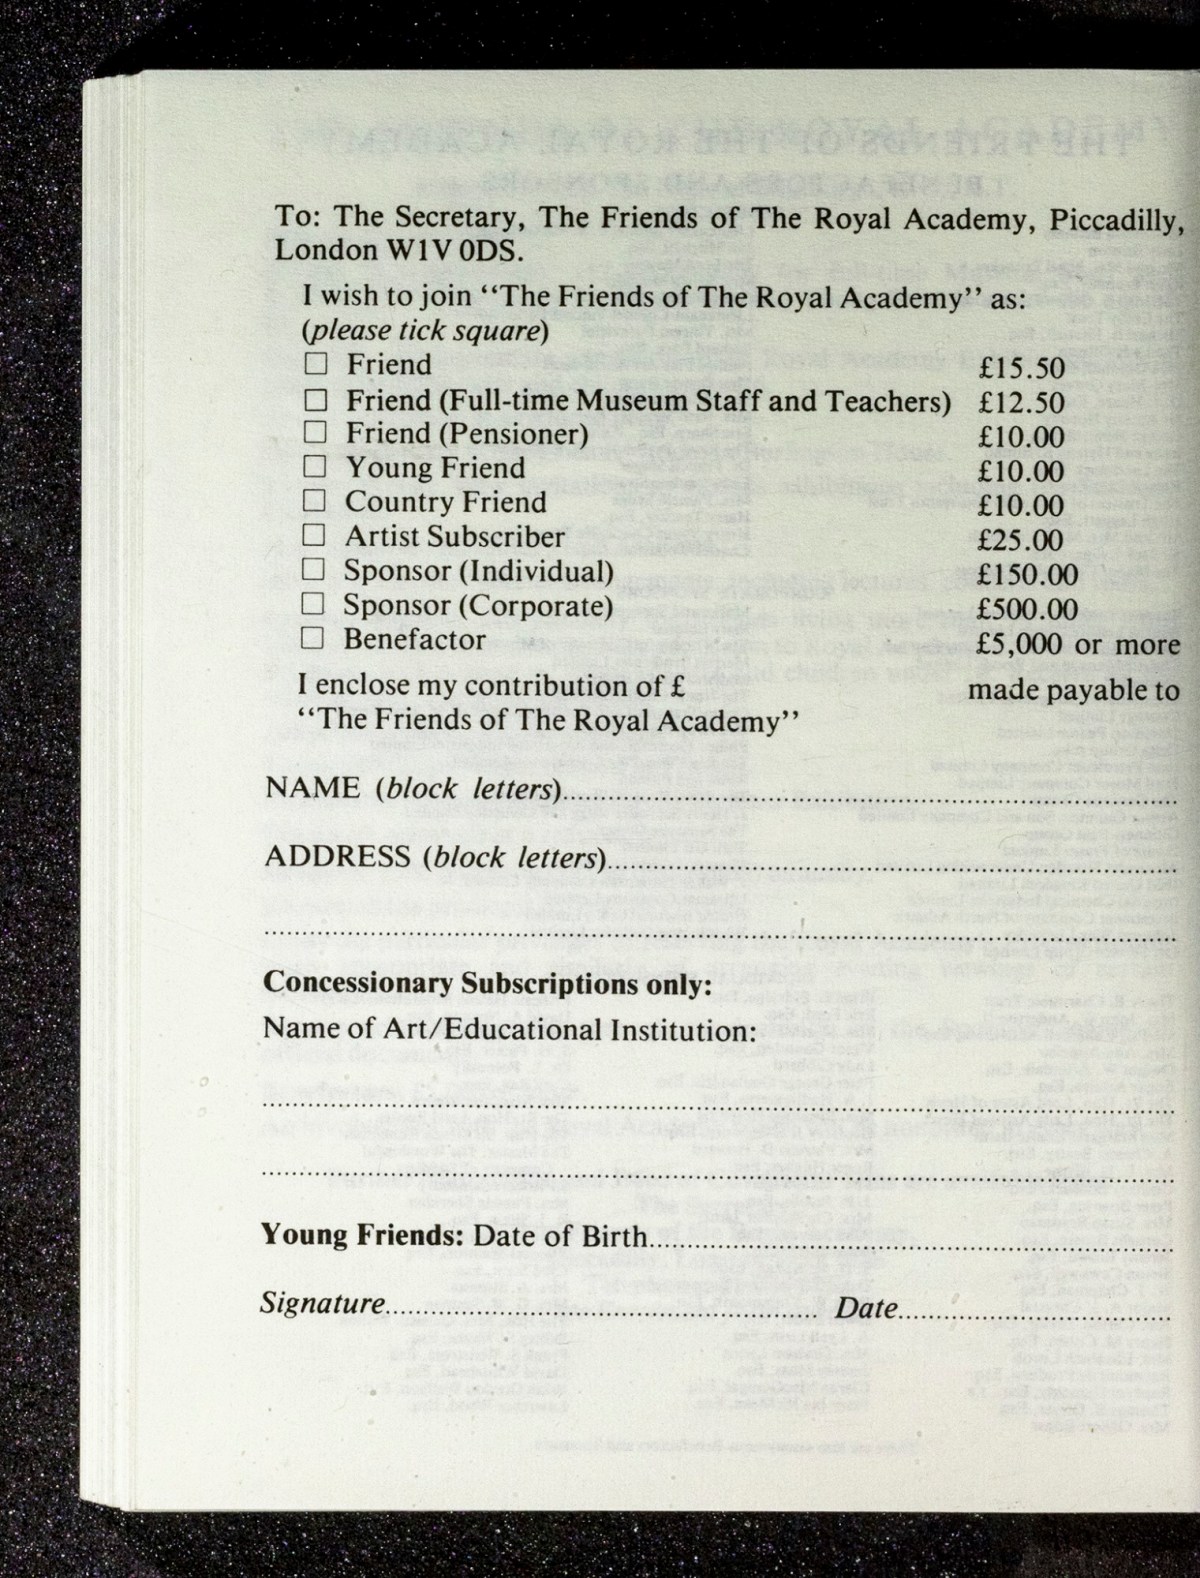 To: The Secretary, The Friends of The Royal Academy, Piccadilly,
London W1V 0DS.
I wish to join “The Friends of The Royal Academy” as:
(please tick square)
☐ Friend £15.50
☐ Friend (Full-time Museum Staff and Teachers) £12.50
☐ Friend (Pensioner) £10.00
☐ Young Friend £10.00
☐ Country Friend £10.00
☐ Artist Subscriber £25.00
☐ Sponsor (Individual) £150.00
☐ Sponsor (Corporate) £500.00
☐ Benefactor £5,000 or more
I enclose my contribution of £ made payable to
“The Friends of The Royal Academy”
NAME (block letters)
ADDRESS (block letters)
Concessionary Subscriptions only:
Name of Art/Educational Institution:
Young Friends: Date of Birth
Signature Date